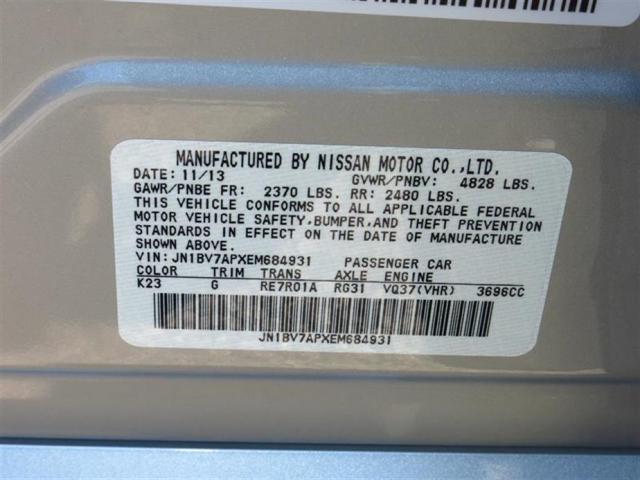 MANUFACTURED BY NISSAN MOTOR CO.,LTD.
DATE: 11/13 GVWR/PNBV: 4828 LBS.
GAWR/PNBE FR: 2370 LBS. RR: 2480 LBS.
THIS VEHICLE CONFORMS TO ALL APPLICABLE FEDERAL
MOTOR VEHICLE SAFETY,BUMPER,AND THEFT PREVENTION
STANDARDS IN EFFECT ON THE DATE OF MANUFACTURE
SHOWN ABOVE.
VIN: JN1BV7APXEM684931 PASSENGER CAR
COLOR TRIM TRANS AXLE ENGINE
K23 G RE7R01A RG31 VQ37(VHR) 3696CC
JN1BV7APXEM684931